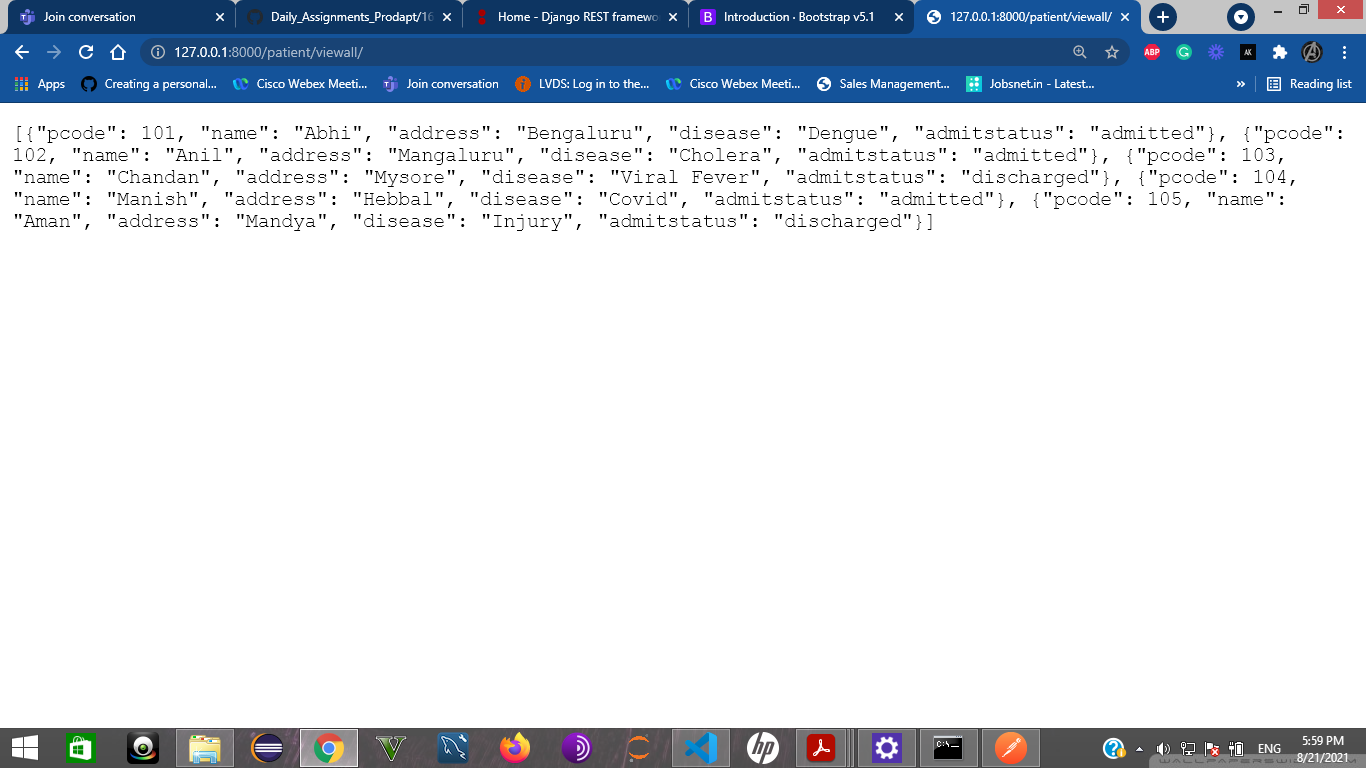 Join conversation
Daily_Assignments_Prodapt/16
Home - Django REST framewo
Introduction · Bootstrap v5.1
127.0.0.1:8000/patient/viewall/
127.0.0.1:8000/patient/viewall/
ABP
G
AK
Apps
Creating a personal...
Cisco Webex Meeti...
Join conversation
LVDS: Log in to the...
Cisco Webex Meeti...
Sales Management...
Jobsnet.in - Latest...
»
Reading list
[{"pcode": 101, "name": "Abhi", "address": "Bengaluru", "disease": "Dengue", "admitstatus": "admitted"}, {"pcode":
102, "name": "Anil", "address": "Mangaluru", "disease": "Cholera", "admitstatus": "admitted"}, {"pcode": 103,
"name": "Chandan", "address": "Mysore", "disease": "Viral Fever", "admitstatus": "discharged"}, {"pcode": 104,
"name": "Manish", "address": "Hebbal", "disease": "Covid", "admitstatus": "admitted"}, {"pcode": 105, "name":
"Aman", "address": "Mandya", "disease": "Injury", "admitstatus": "discharged"}]
hp
C:\_
ENG
5:59 PM
8/21/2021